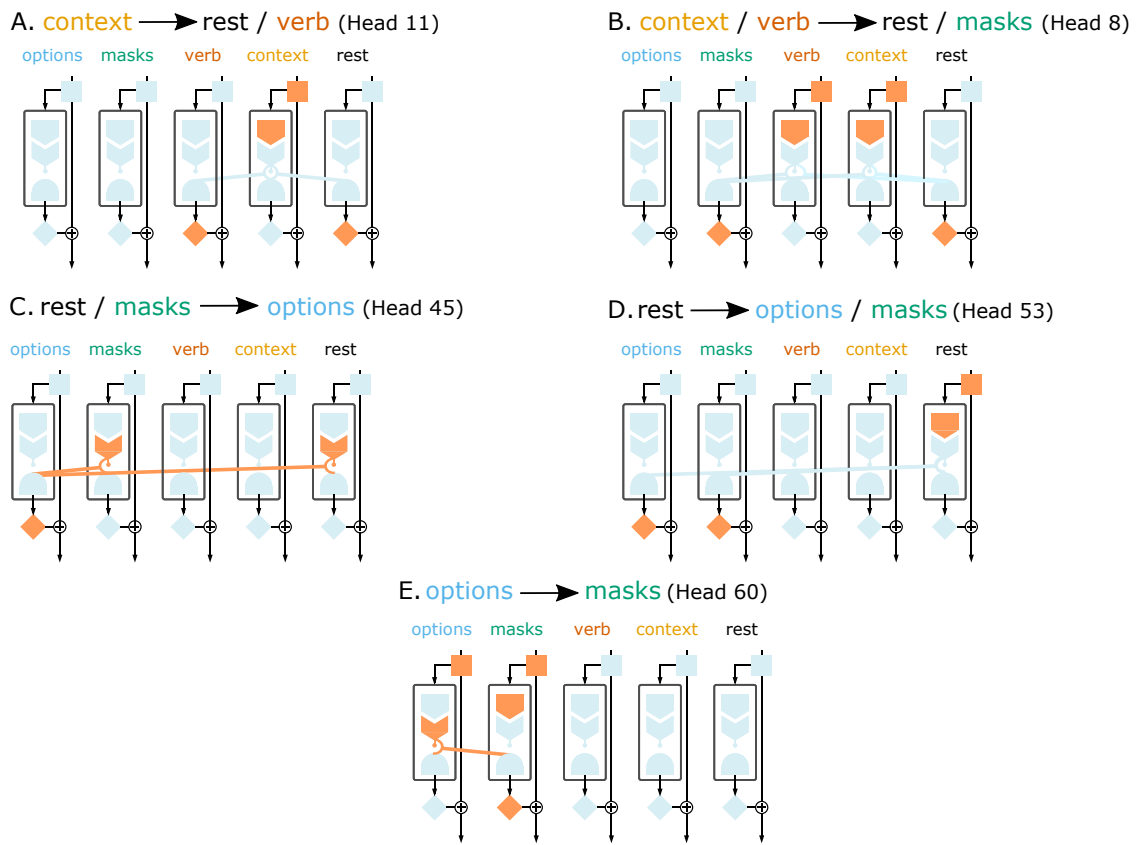 A. context → rest / verb (Head 11)
options masks verb context rest
B. context / verb → rest / masks (Head 8)
options masks verb context rest
C. rest / masks → options (Head 45)
options masks verb context rest
D. rest → options / masks (Head 53)
options masks verb context rest
E. options → masks (Head 60)
options masks verb context rest